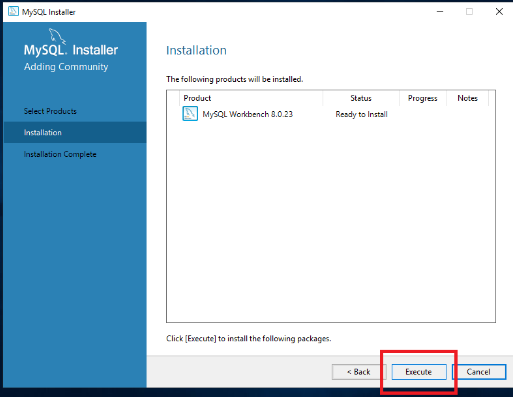 MySQL Installer
MySQL. Installer
Adding Community
Select Products
Installation
Installation Complete
Installation
The following products will be installed.
Product Status Progress Notes
MySQL Workbench 8.0.23 Ready to Install
Click [Execute] to install the following packages.
< Back Execute Cancel